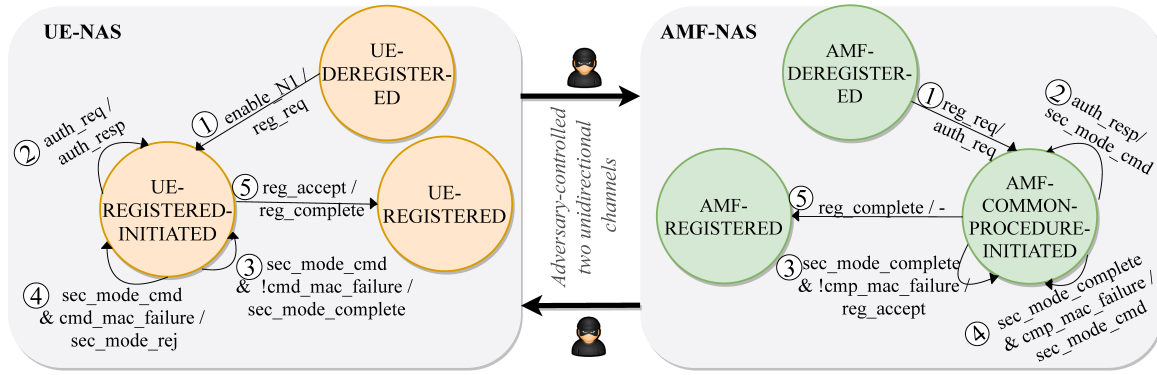 UE-NAS
UE-
DEREGISTER-
ED
① enable_N1 /
reg_req
② auth_req /
auth_resp
UE-
REGISTERED-
INITIATED
⑤ reg_accept /
reg_complete
UE-
REGISTERED
③ sec_mode_cmd
& !cmd_mac_failure /
sec_mode_complete
④
sec_mode_cmd
& cmd_mac_failure /
sec_mode_rej
Adversary-controlled
two unidirectional
channels
AMF-NAS
AMF-
DEREGISTER-
ED
① reg_req/
auth_req
② auth_resp/
sec_mode_cmd
AMF-
COMMON-
PROCEDURE-
INITIATED
⑤ reg_complete / -
AMF-
REGISTERED
③ sec_mode_complete
& !cmp_mac_failure /
reg_accept
④ sec_mode_complete
& cmp_mac_failure /
sec_mode_cmd